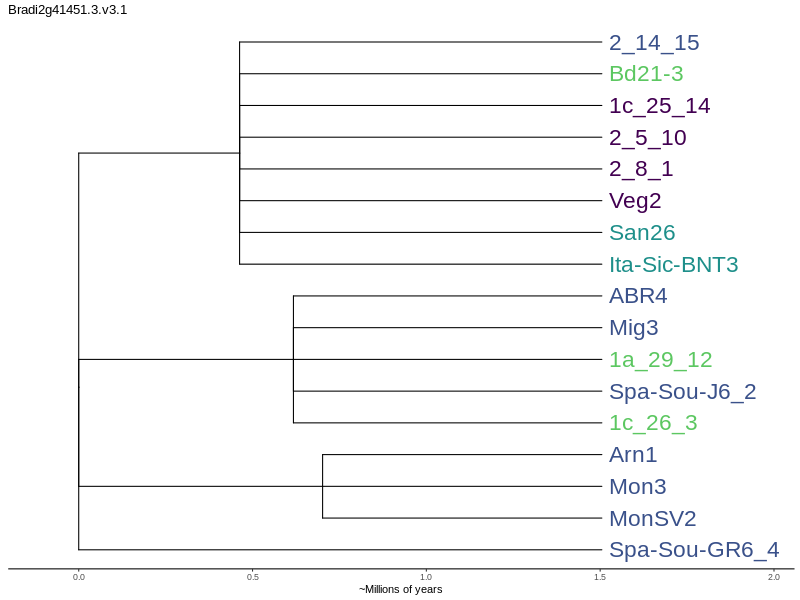 Bradi2g41451.3.v3.1
2_14_15
Bd21-3
1c_25_14
2_5_10
2_8_1
Veg2
San26
Ita-Sic-BNT3
ABR4
Mig3
1a_29_12
Spa-Sou-J6_2
1c_26_3
Arn1
Mon3
MonSV2
Spa-Sou-GR6_4
0.0 0.5 1.0 1.5 2.0
~Millions of years